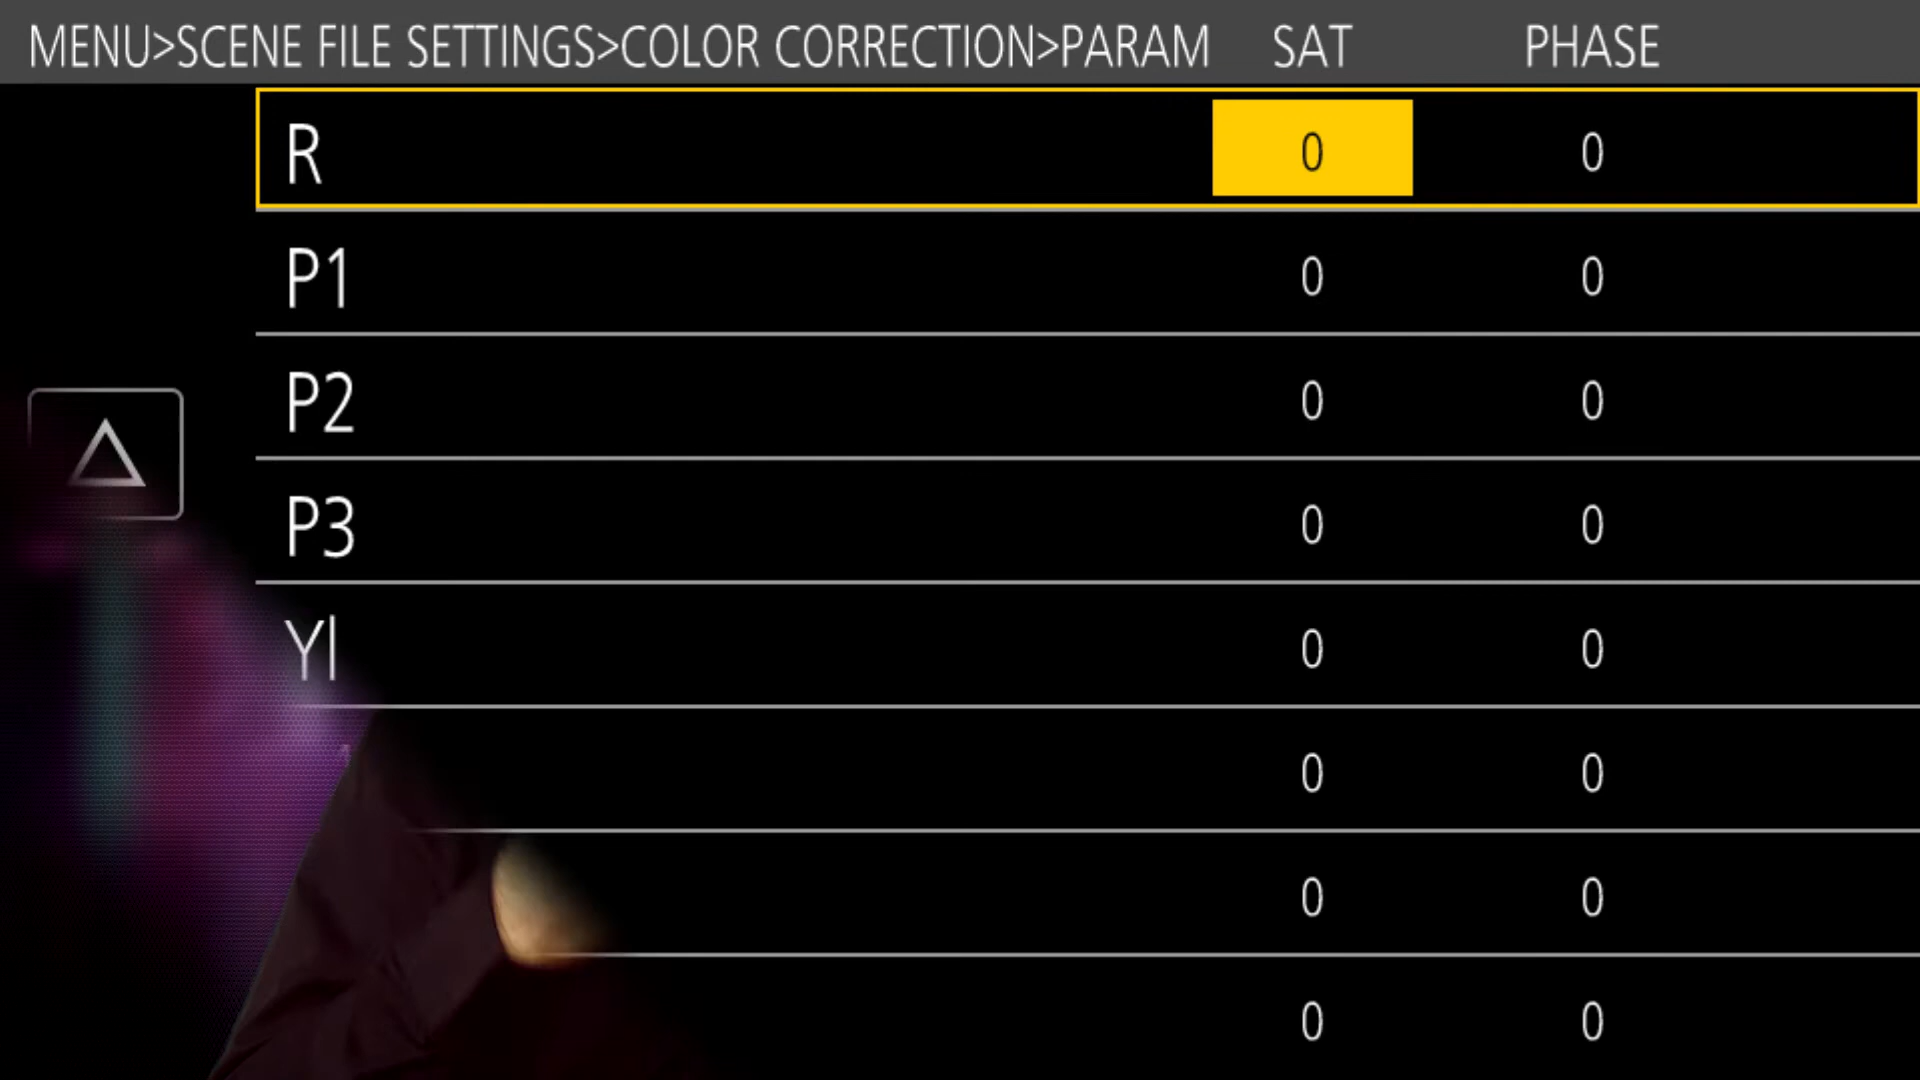 MENU>SCENE FILE SETTINGS>COLOR CORRECTION>PARAM SAT PHASE
R 0 0
P1 0 0
P2 0 0
P3 0 0
Yl 0 0
0 0
0 0
0 0